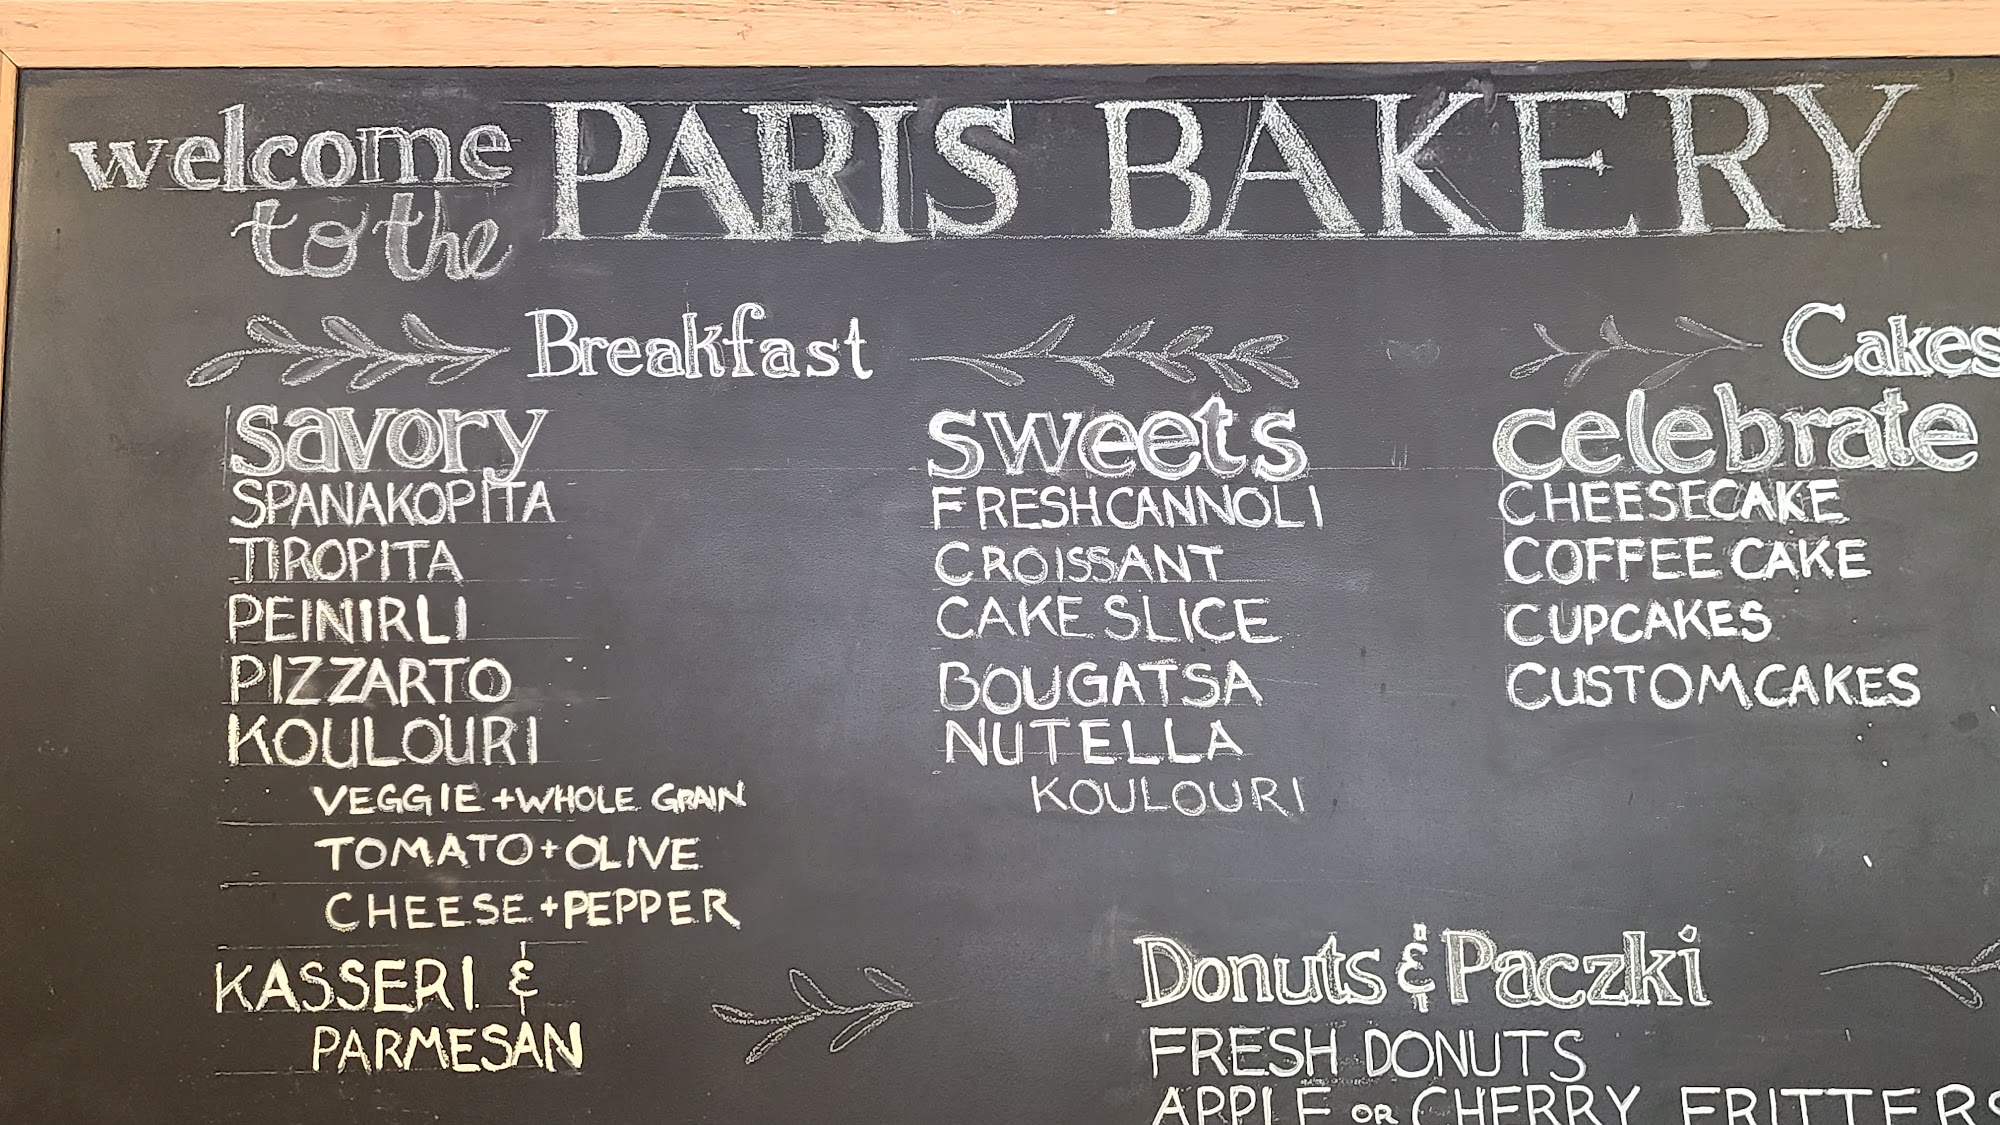 welcome
to the
PARIS BAKERY
Breakfast
savory
SPANAKOPITA
TIROPITA
PEINIRLI
PIZZARTO
KOULOURI
VEGGIE + WHOLE GRAIN
TOMATO + OLIVE
CHEESE + PEPPER
KASSERI &
PARMESAN
sweets
FRESH CANNOLI
CROISSANT
CAKE SLICE
BOUGATSA
NUTELLA
KOULOURI
Cakes
celebrate
CHEESECAKE
COFFEE CAKE
CUPCAKES
CUSTOM CAKES
Donuts & Paczki
FRESH DONUTS
APPLE OR CHERRY FRITTERS